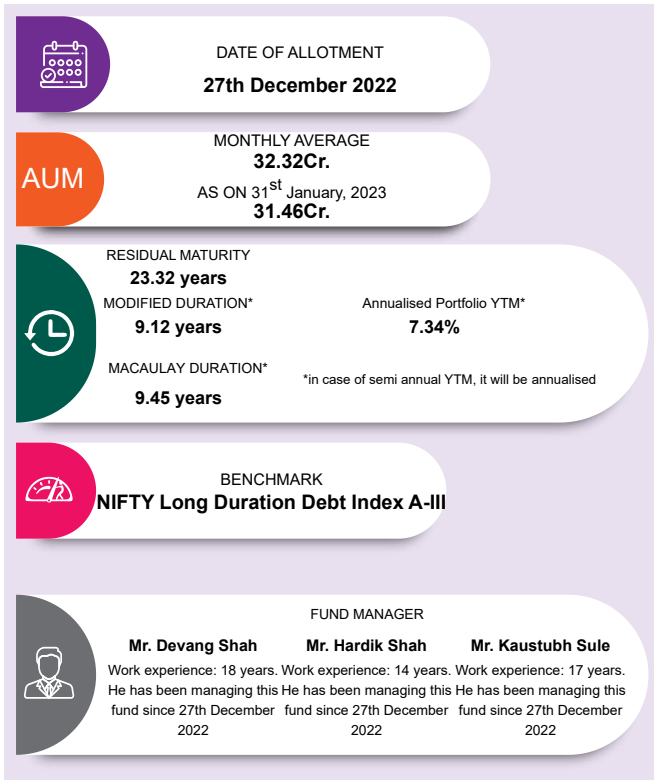 DATE OF ALLOTMENT
27th December 2022
AUM
MONTHLY AVERAGE
32.32Cr.
AS ON 31st January, 2023
31.46Cr.
RESIDUAL MATURITY
23.32 years
MODIFIED DURATION*
9.12 years
Annualised Portfolio YTM*
7.34%
MACAULAY DURATION*
9.45 years
*in case of semi annual YTM, it will be annualised
BENCHMARK
NIFTY Long Duration Debt Index A-III
FUND MANAGER
Mr. Devang Shah
Work experience: 18 years.
He has been managing this
fund since 27th December
2022
Mr. Hardik Shah
Work experience: 14 years.
He has been managing this
fund since 27th December
2022
Mr. Kaustubh Sule
Work experience: 17 years.
He has been managing this
fund since 27th December
2022